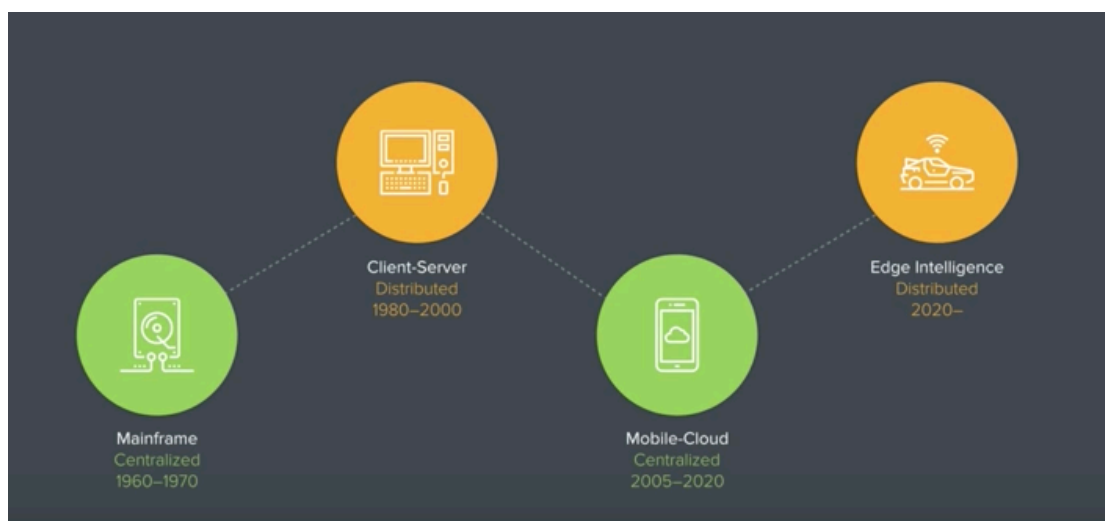 Mainframe
Centralized
1960–1970
Client-Server
Distributed
1980–2000
Mobile-Cloud
Centralized
2005–2020
Edge Intelligence
Distributed
2020–